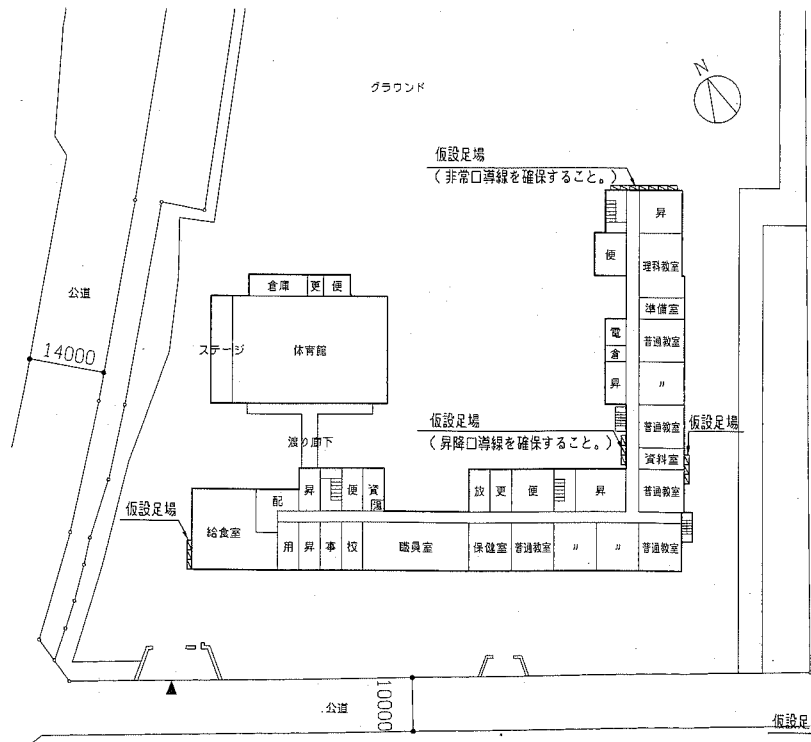 グラウンド
N
仮設足場
(非常口導線を確保すること。)
昇
便
理科教室
準備室
電
普通教室
倉
昇
〃
普通教室
資料室
普通教室
公道
14000
倉庫
更
便
ステージ
体育館
渡り廊下
仮設足場
(昇降口導線を確保すること。)
仮設足場
仮設足場
給食室
配
昇
便
資
放
更
便
昇
用
昇
事
校
職員室
保健室
普通教室
〃
〃
普通教室
公道
10000
仮設足